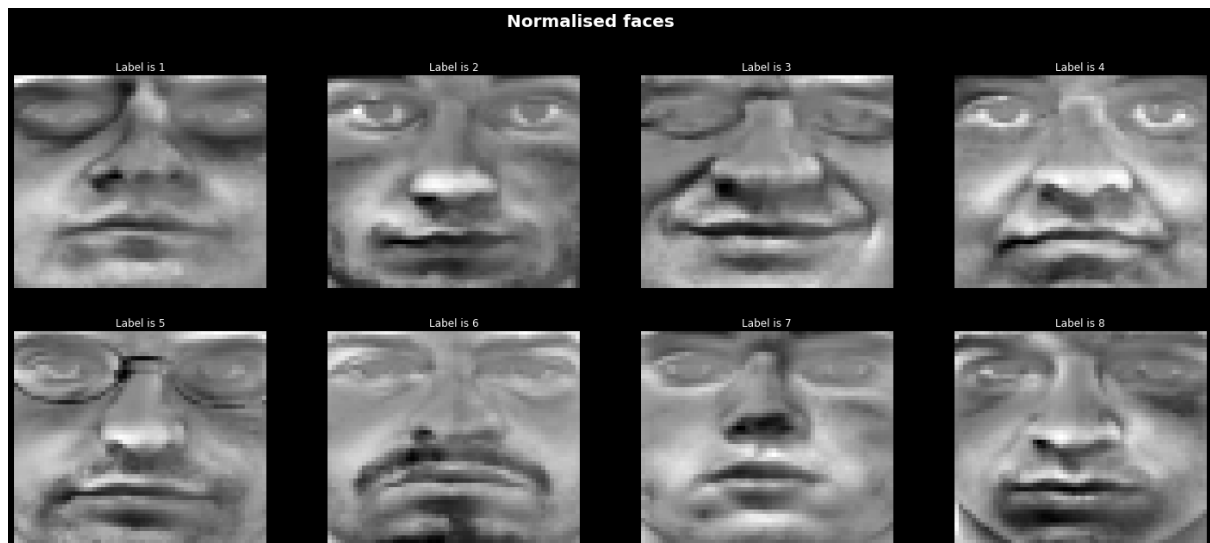 Normalised faces
Label is 1
Label is 2
Label is 3
Label is 4
Label is 5
Label is 6
Label is 7
Label is 8